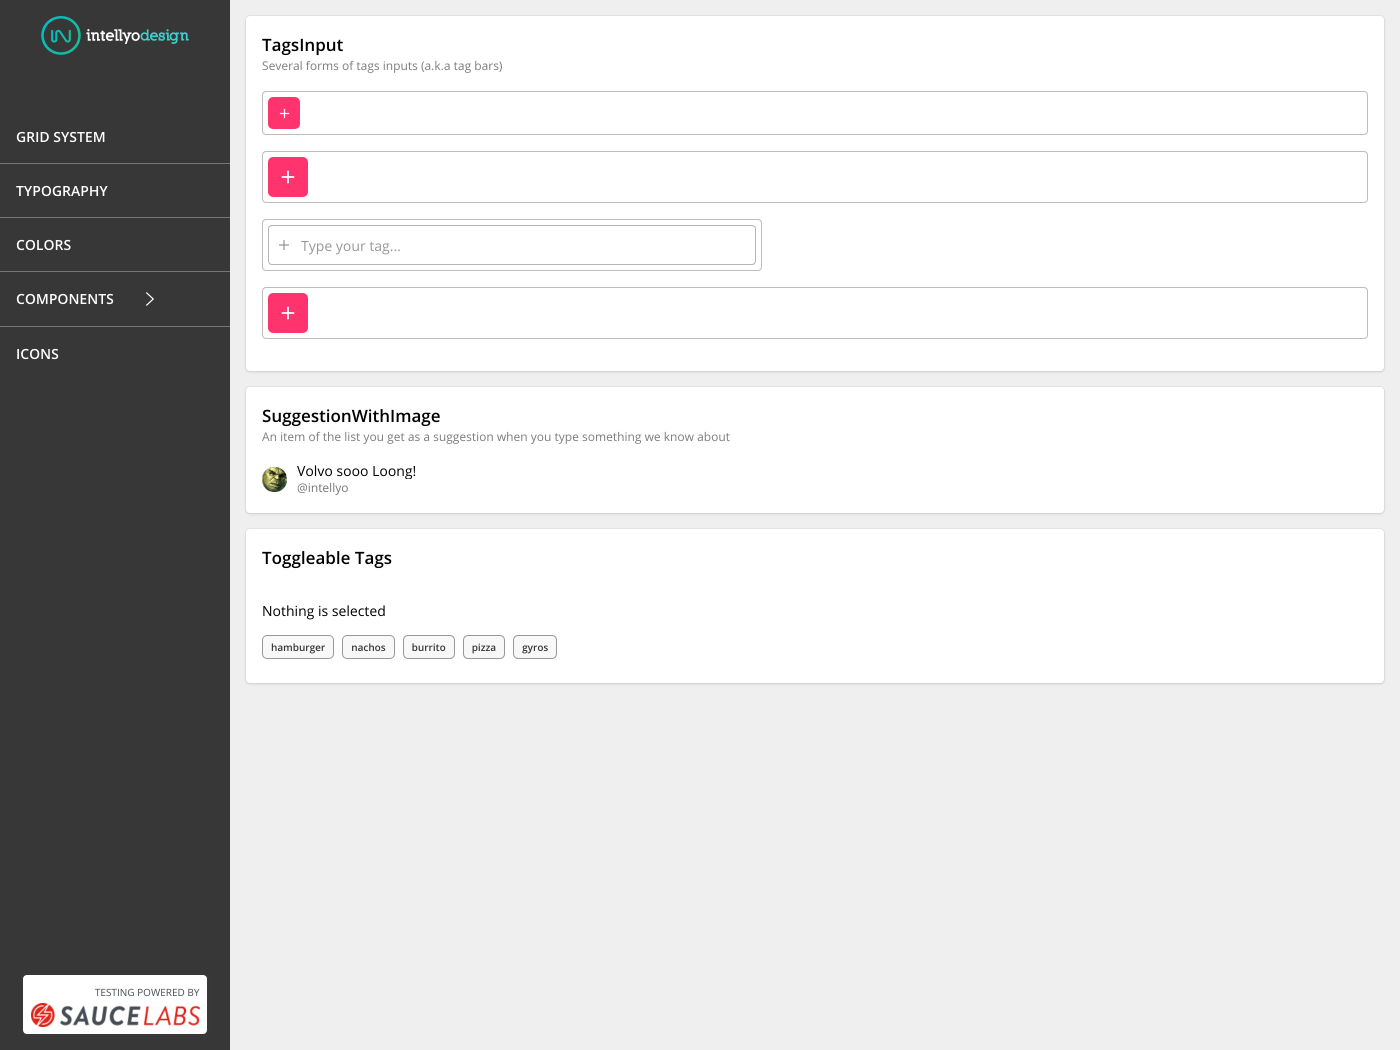 intellyodesign
GRID SYSTEM
TYPOGRAPHY
COLORS
COMPONENTS
ICONS
TESTING POWERED BY
SAUCELABS
TagsInput
Several forms of tags inputs (a.k.a tag bars)
+
+
+ Type your tag...
+
SuggestionWithImage
An item of the list you get as a suggestion when you type something we know about
Volvo sooo Loong!
@intellyo
Toggleable Tags
Nothing is selected
hamburger nachos burrito pizza gyros